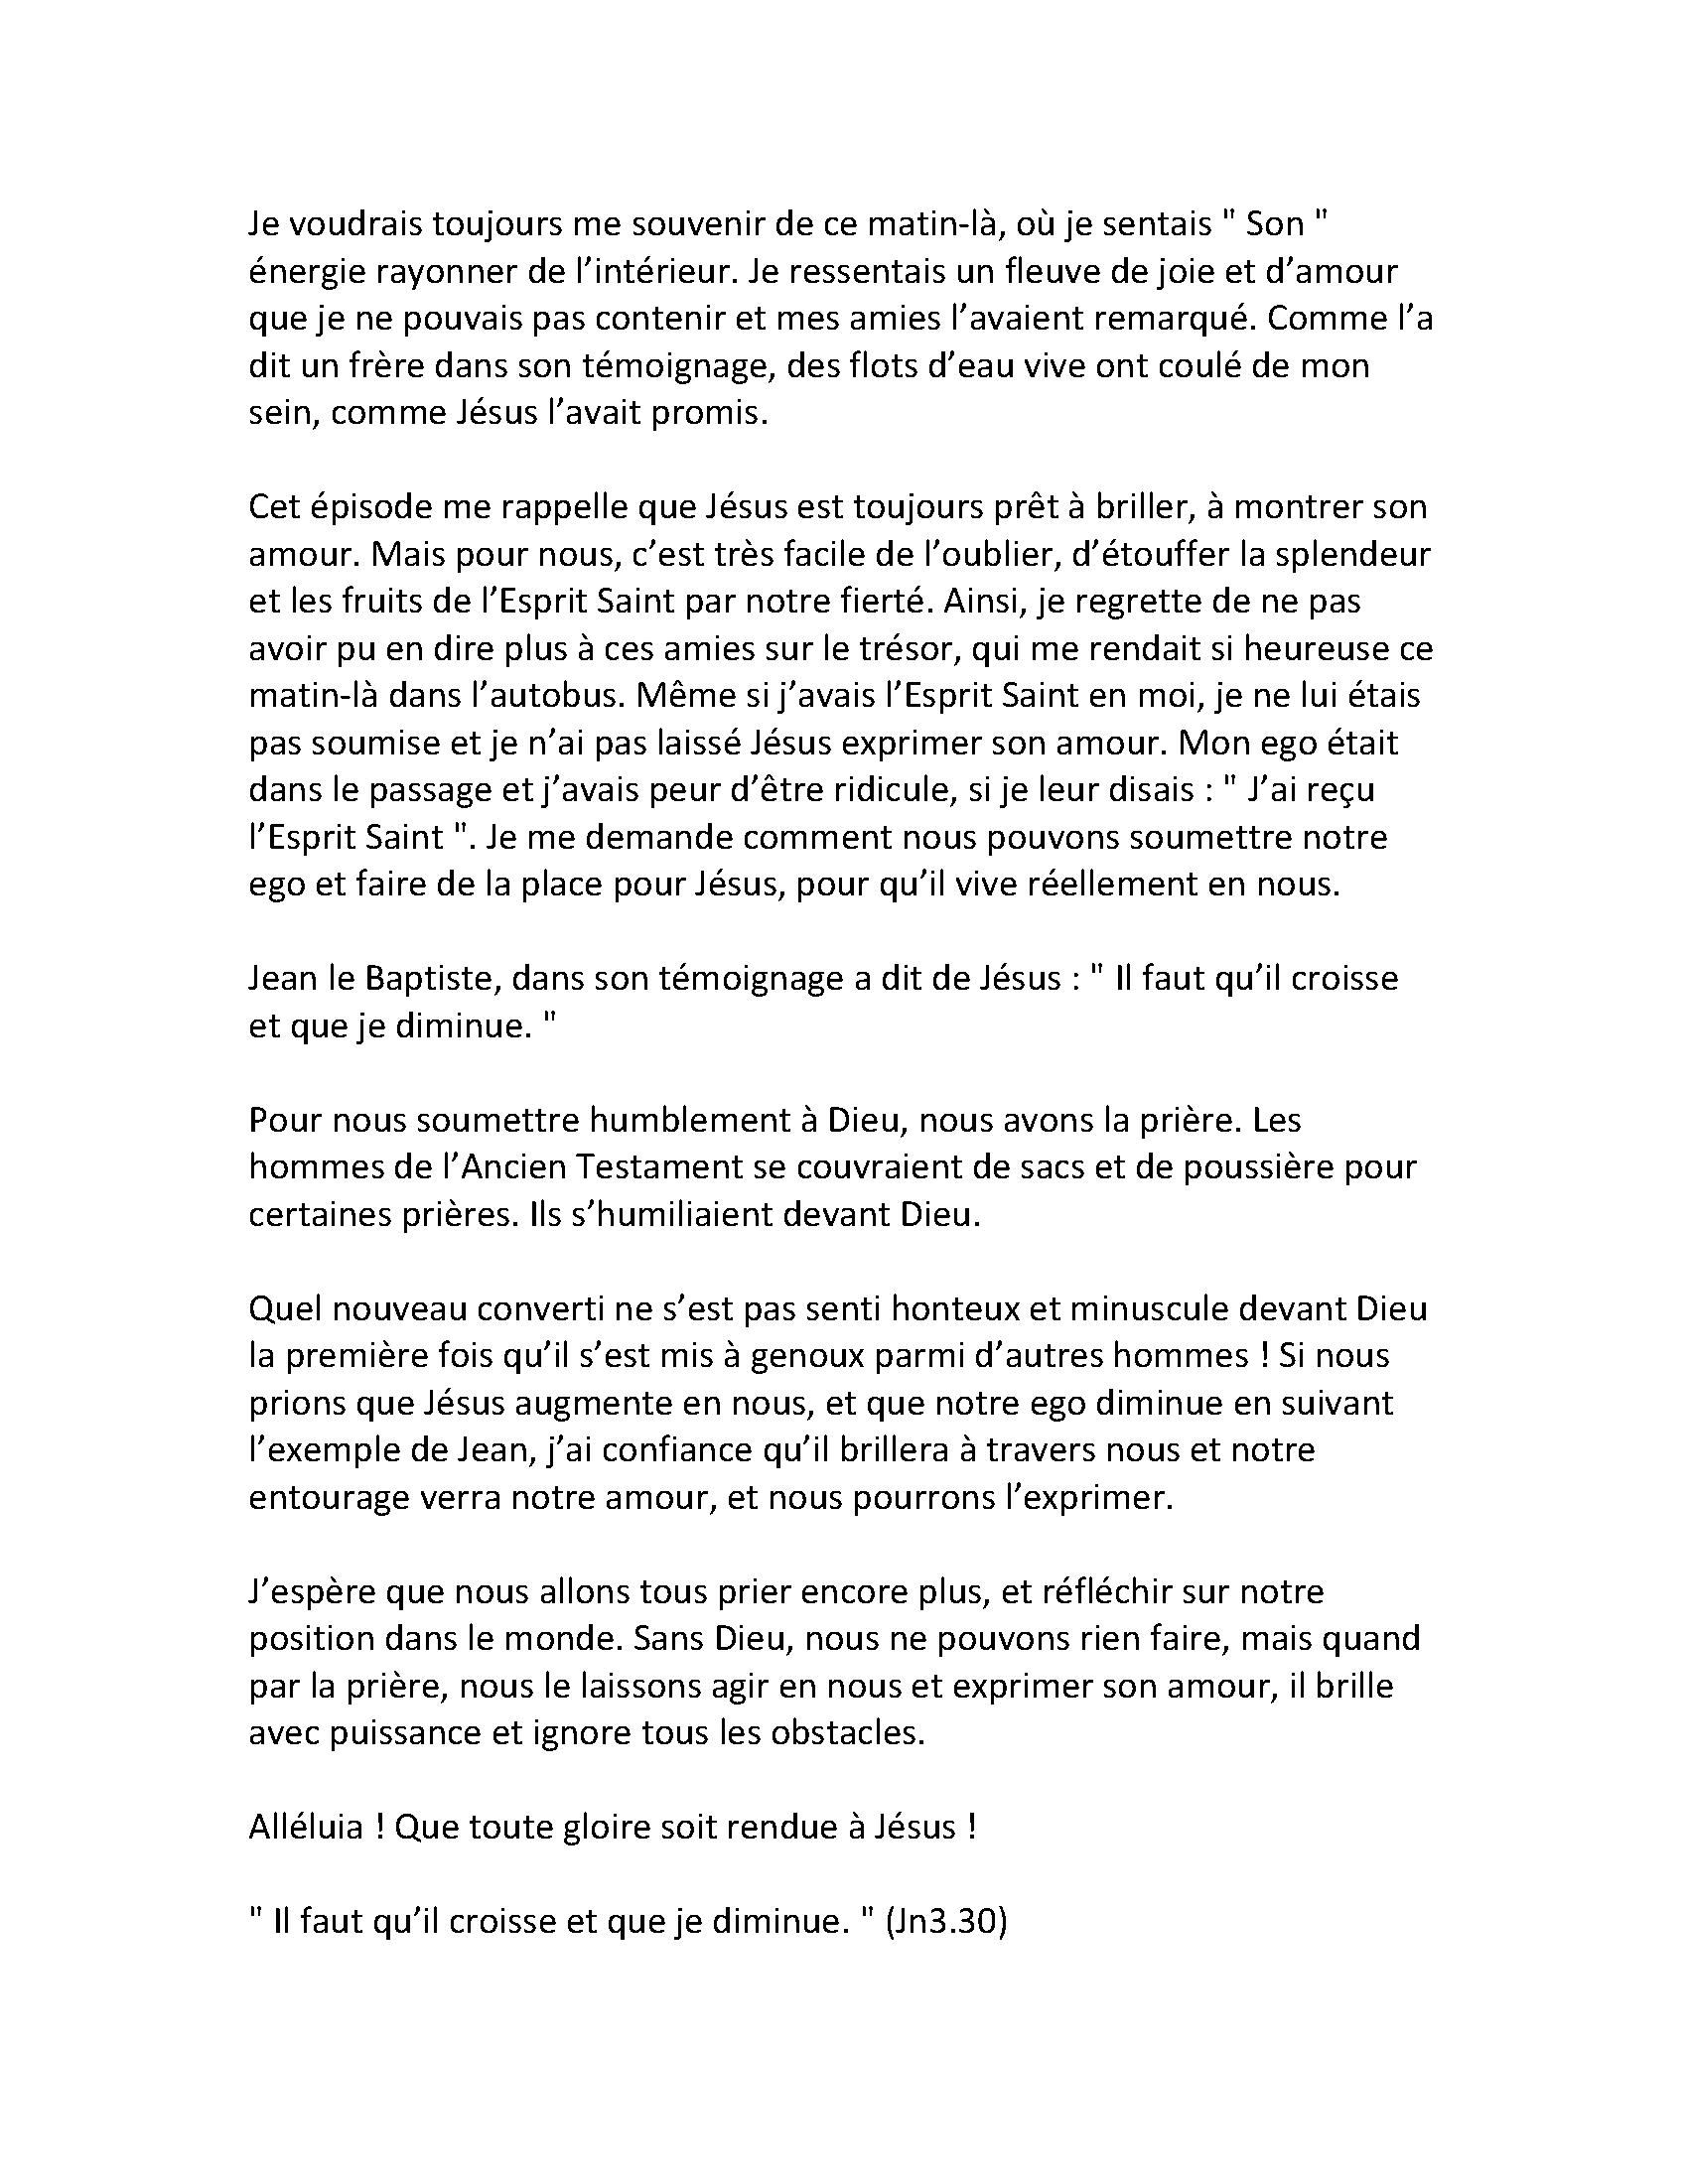 Je voudrais toujours me souvenir de ce matin-là, où je sentais " Son "
énergie rayonner de l’intérieur. Je ressentais un fleuve de joie et d’amour
que je ne pouvais pas contenir et mes amies l’avaient remarqué. Comme l’a
dit un frère dans son témoignage, des flots d’eau vive ont coulé de mon
sein, comme Jésus l’avait promis.

Cet épisode me rappelle que Jésus est toujours prêt à briller, à montrer son
amour. Mais pour nous, c’est très facile de l’oublier, d’étouffer la splendeur
et les fruits de l’Esprit Saint par notre fierté. Ainsi, je regrette de ne pas
avoir pu en dire plus à ces amies sur le trésor, qui me rendait si heureuse ce
matin-là dans l’autobus. Même si j’avais l’Esprit Saint en moi, je ne lui étais
pas soumise et je n’ai pas laissé Jésus exprimer son amour. Mon ego était
dans le passage et j’avais peur d’être ridicule, si je leur disais : " J’ai reçu
l’Esprit Saint ". Je me demande comment nous pouvons soumettre notre
ego et faire de la place pour Jésus, pour qu’il vive réellement en nous.

Jean le Baptiste, dans son témoignage a dit de Jésus : " Il faut qu’il croisse
et que je diminue. "

Pour nous soumettre humblement à Dieu, nous avons la prière. Les
hommes de l’Ancien Testament se couvraient de sacs et de poussière pour
certaines prières. Ils s’humiliaient devant Dieu.

Quel nouveau converti ne s’est pas senti honteux et minuscule devant Dieu
la première fois qu’il s’est mis à genoux parmi d’autres hommes ! Si nous
prions que Jésus augmente en nous, et que notre ego diminue en suivant
l’exemple de Jean, j’ai confiance qu’il brillera à travers nous et notre
entourage verra notre amour, et nous pourrons l’exprimer.

J’espère que nous allons tous prier encore plus, et réfléchir sur notre
position dans le monde. Sans Dieu, nous ne pouvons rien faire, mais quand
par la prière, nous le laissons agir en nous et exprimer son amour, il brille
avec puissance et ignore tous les obstacles.

Alléluia ! Que toute gloire soit rendue à Jésus !

" Il faut qu’il croisse et que je diminue. " (Jn3.30)